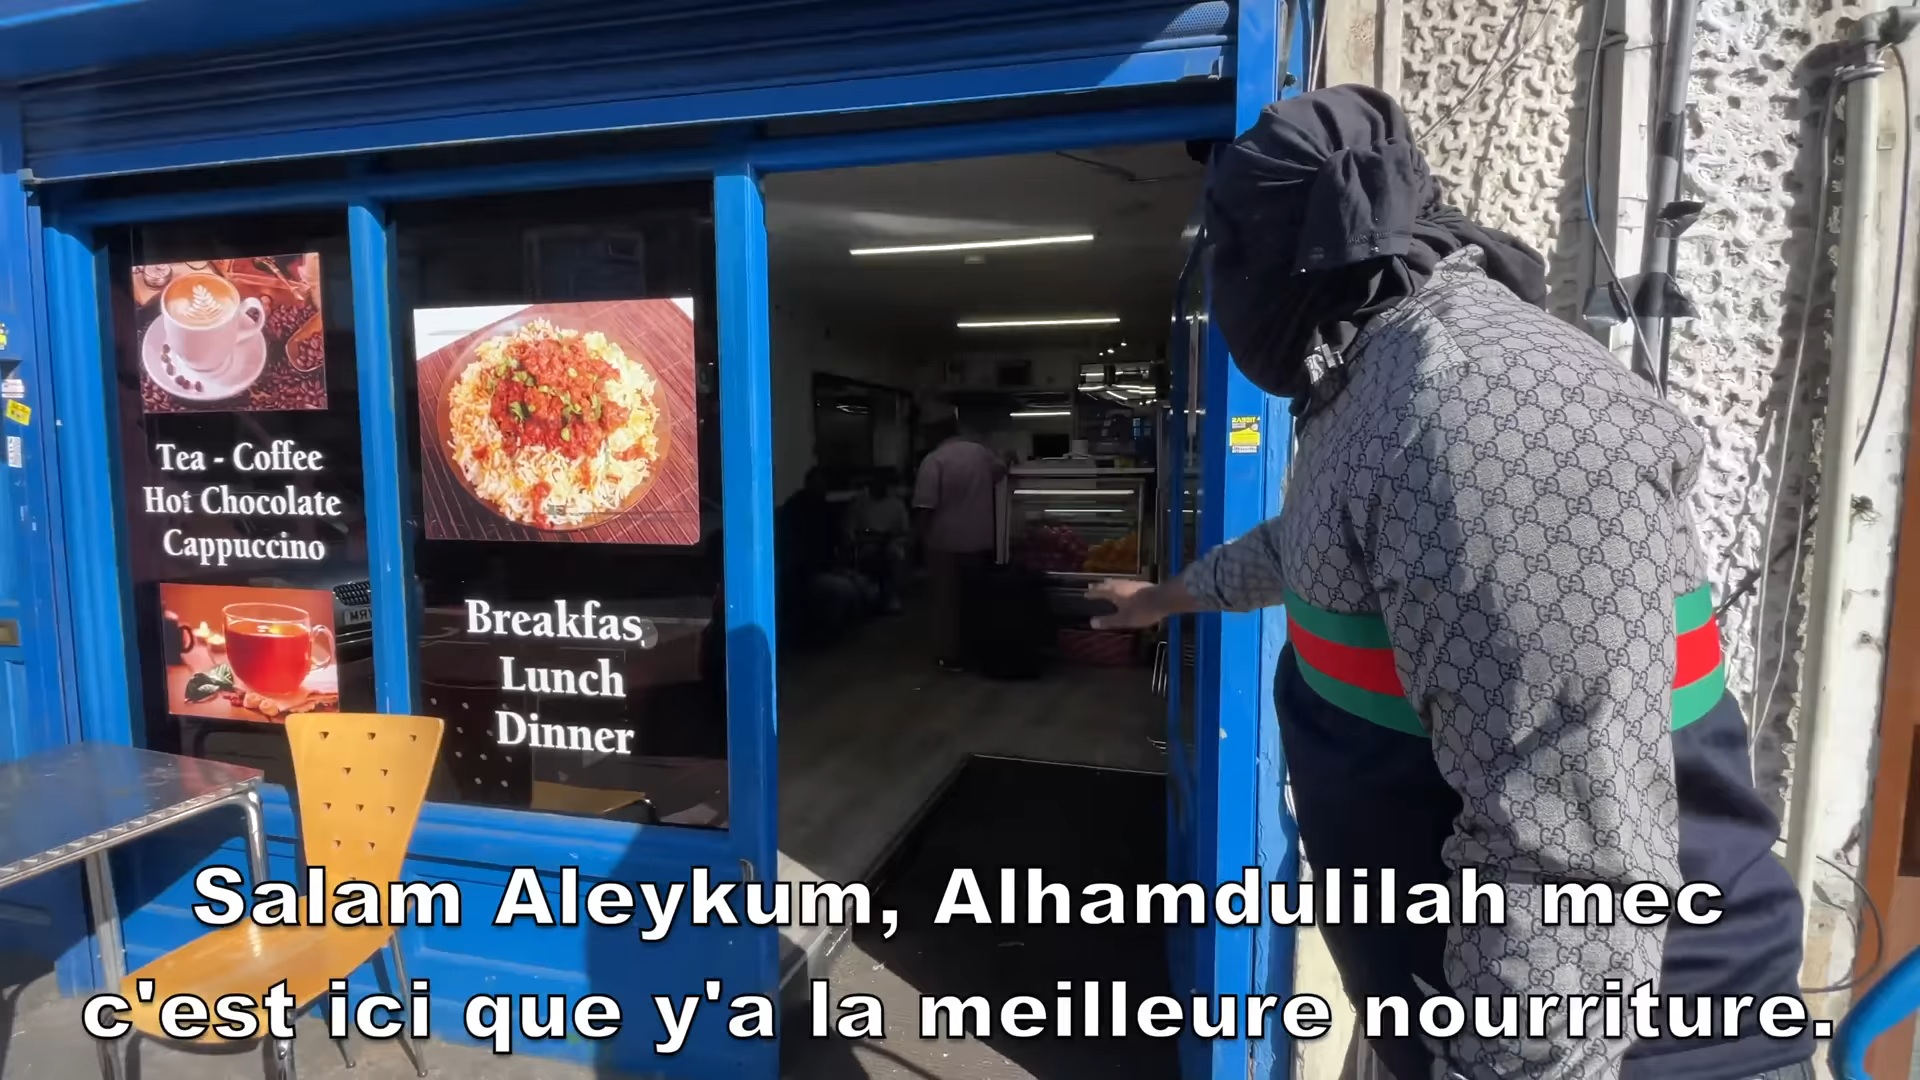 Tea - Coffee
Hot Chocolate
Cappuccino
Breakfas
Lunch
Dinner
Salam Aleykum, Alhamdulilah mec
c'est ici que y'a la meilleure nourriture.